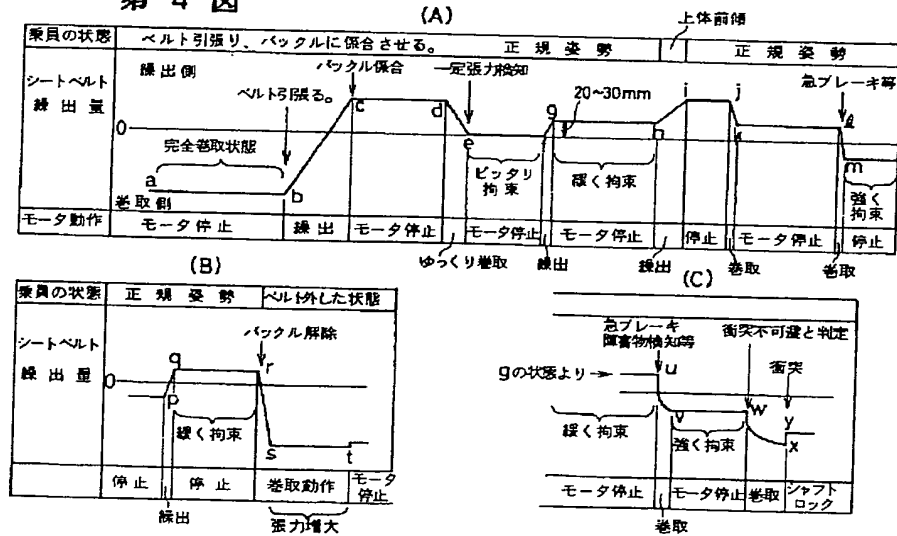 第 4 図
(A)
上体前傾
乗員の状態 ベルト引張り、バックルに係合させる。 正規姿勢 正規姿勢
シートベルト
繰出量
繰出側
バックル係合
一定張力検知
急ブレーキ等
ベルト引張る。
20~30mm
c d g i j
0
e h k ℓ
完全巻取状態
ピッタリ
拘束
緩く拘束
m
a
b
強く
拘束
巻取側
モータ動作 モータ停止 繰出 モータ停止 モータ停止 モータ停止 停止 モータ停止 停止
ゆっくり巻取 繰出 繰出 巻取 巻取
(B)
乗員の状態 正規姿勢 ベルト外した状態
シートベルト
繰出量
バックル解除
q r
0
p
緩く拘束
s t
停止 停止 巻取動作 モータ
停止
繰出
張力増大
(C)
急ブレーキ
障害物検知等
衝突不可避と判定
gの状態より
u
衝突
v w
y
緩く拘束
強く拘束
x
モータ停止 モータ停止 巻取 シャフト
ロック
巻取